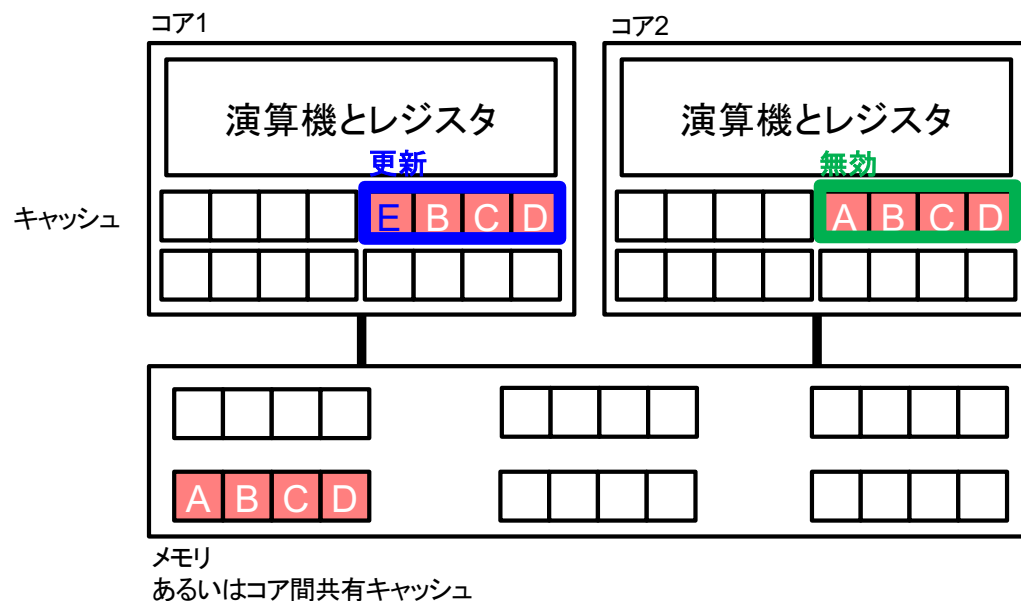 コア1
コア2
演算機とレジスタ
演算機とレジスタ
更新
無効
キャッシュ
E B C D
A B C D
A B C D
メモリ
あるいはコア間共有キャッシュ